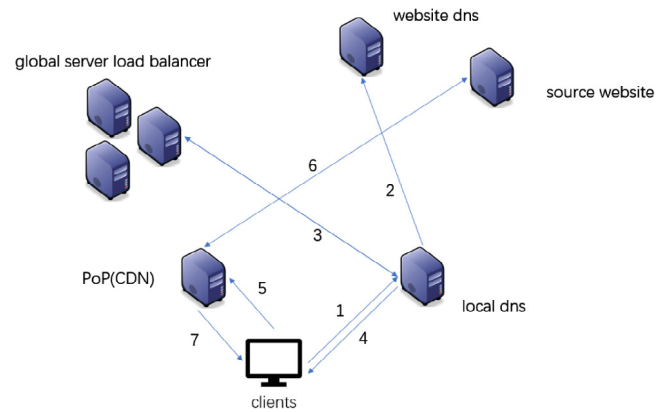 website dns
global server load balancer
source website
6
2
3
PoP(CDN)
5
1
local dns
7
4
clients